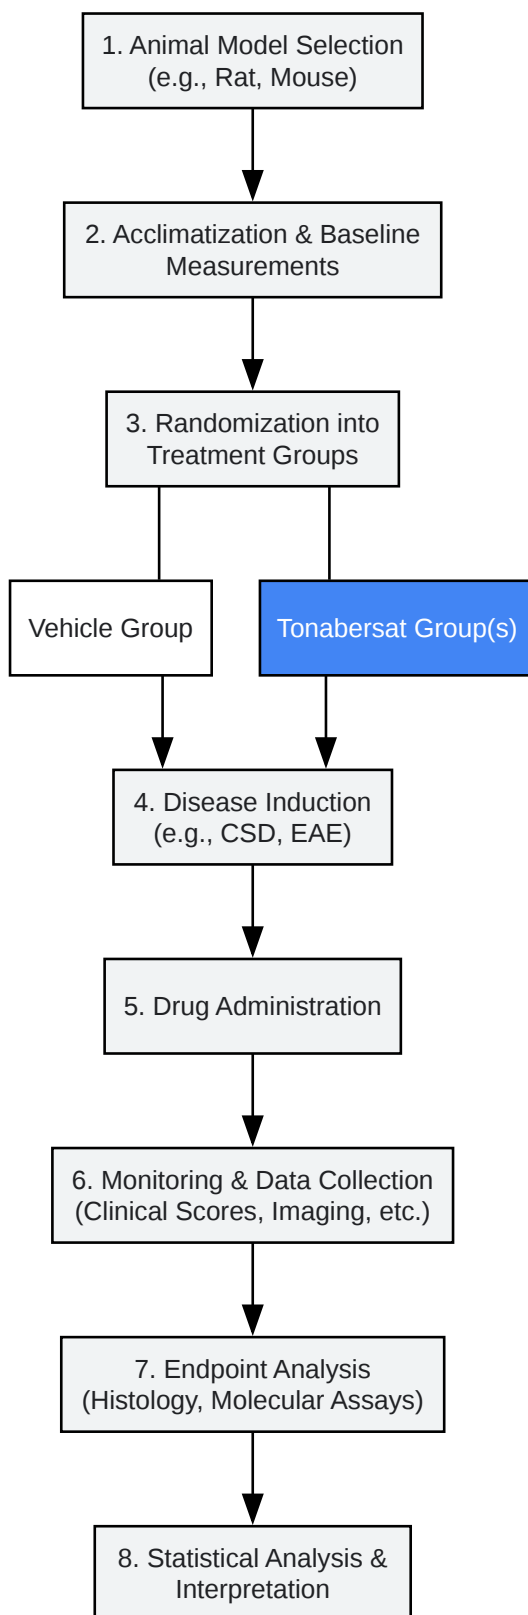 1. Animal Model Selection
(e.g., Rat, Mouse)
2. Acclimatization & Baseline
Measurements
3. Randomization into
Treatment Groups
Vehicle Group
Tonabersat Group(s)
4. Disease Induction
(e.g., CSD, EAE)
5. Drug Administration
6. Monitoring & Data Collection
(Clinical Scores, Imaging, etc.)
7. Endpoint Analysis
(Histology, Molecular Assays)
8. Statistical Analysis &
Interpretation